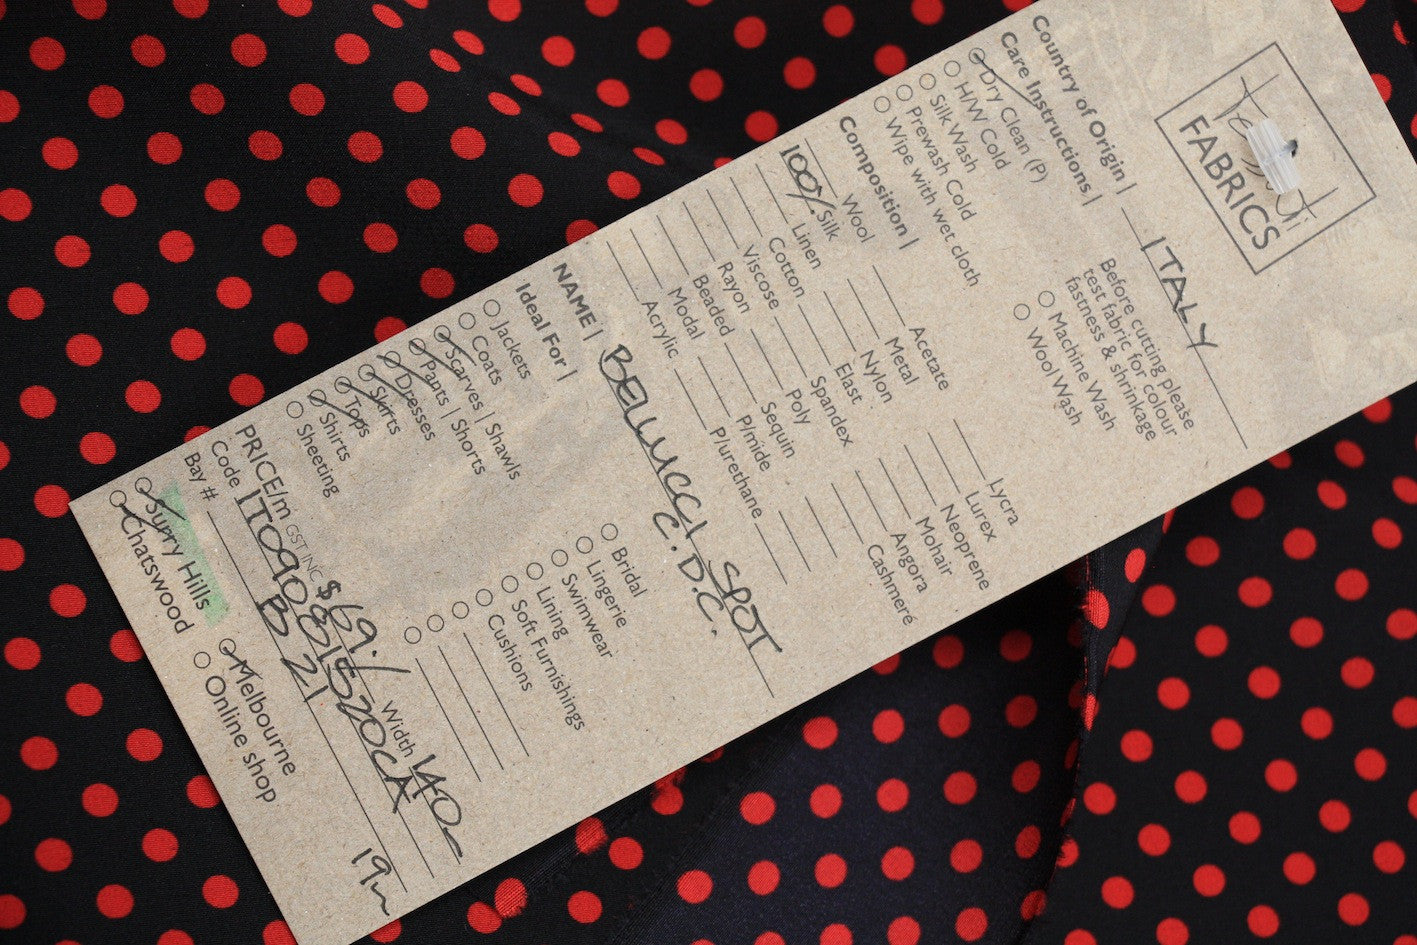 FABRICS
Country of Origin | ITALY
Care Instructions |
Dry Clean (P)
H/W Cold
Silk Wash
Prewash Cold
Wipe with wet cloth
Before cutting please
test fabric for colour
fastness & shrinkage
Machine Wash
Wool Wash
Composition |
Wool
100% Silk
Linen
Cotton
Viscose
Rayon
Beaded
Modal
Acrylic
Acetate
Metal
Nylon
Elast
Spandex
Poly
Sequin
P/mide
P/urethane
Lycra
Lurex
Neoprene
Mohair
Angora
Cashmeré
NAME | BELLUCCI SPOT
C.D.C.
Ideal For |
Jackets
Coats
Scarves | Shawls
Pants | Shorts
Dresses
Skirts
Tops
Shirts
Sheeting
Bridal
Lingerie
Swimwear
Lining
Soft Furnishings
Cushions
PRICE/m GST INC $69./ Width 140
Code IT090801520CA
Bay # B 21
19m
Surry Hills
Chatswood
Melbourne
Online shop